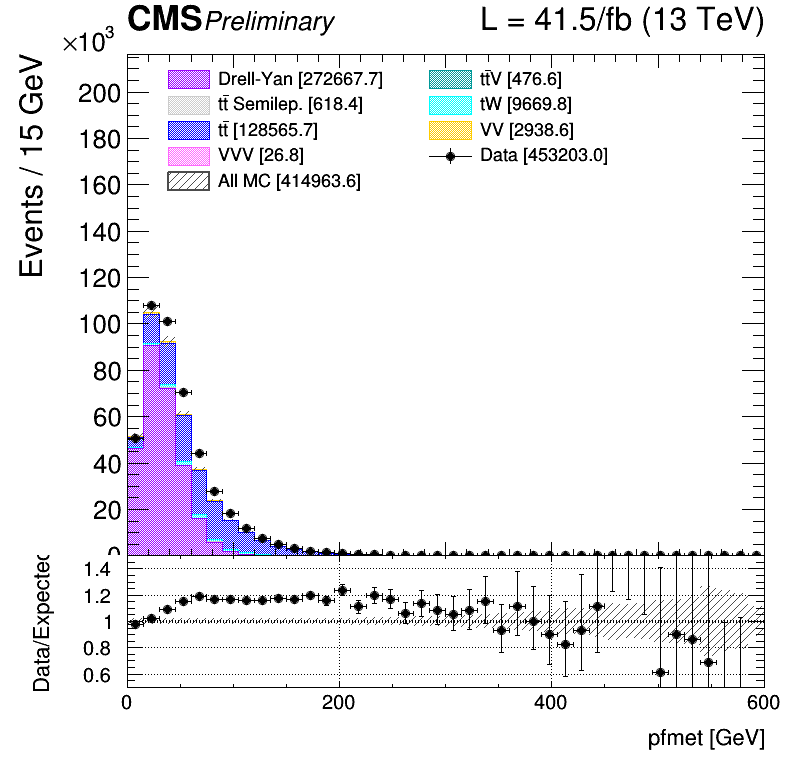 CMS Preliminary L = 41.5/fb (13 TeV)
×10³
Events / 15 GeV
Drell-Yan [272667.7]
tt̄ Semilep. [618.4]
tt̄ [128565.7]
VVV [26.8]
All MC [414963.6]
tt̄V [476.6]
tW [9669.8]
VV [2938.6]
Data [453203.0]
200
180
160
140
120
100
80
60
40
20
0
Data/Expected
1.4
1.2
1
0.8
0.6
0 200 400 600
pfmet [GeV]